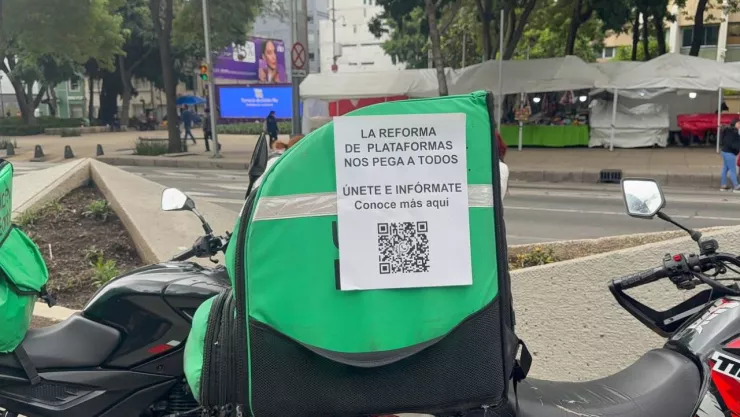 LA REFORMA
DE PLATAFORMAS
NOS PEGA A TODOS
ÚNETE E INFÓRMATE
Conoce más aquí